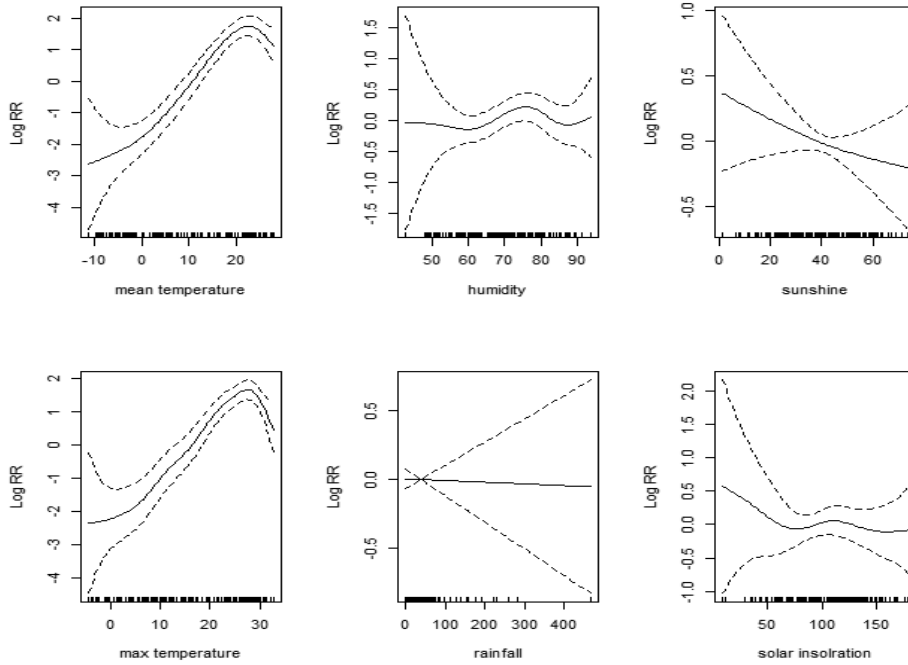 2
1
0
-1
-2
-3
-4
Log RR
-10 0 10 20
mean temperature
1.5
1.0
0.5
0.0
-0.5
-1.0
-1.5
Log RR
50 60 70 80 90
humidity
1.0
0.5
0.0
-0.5
Log RR
0 20 40 60
sunshine
2
1
0
-1
-2
-3
-4
Log RR
0 10 20 30
max temperature
0.5
0.0
-0.5
Log RR
0 100 200 300 400
rainfall
2.0
1.5
1.0
0.5
0.0
-0.5
-1.0
Log RR
50 100 150
solar insolration